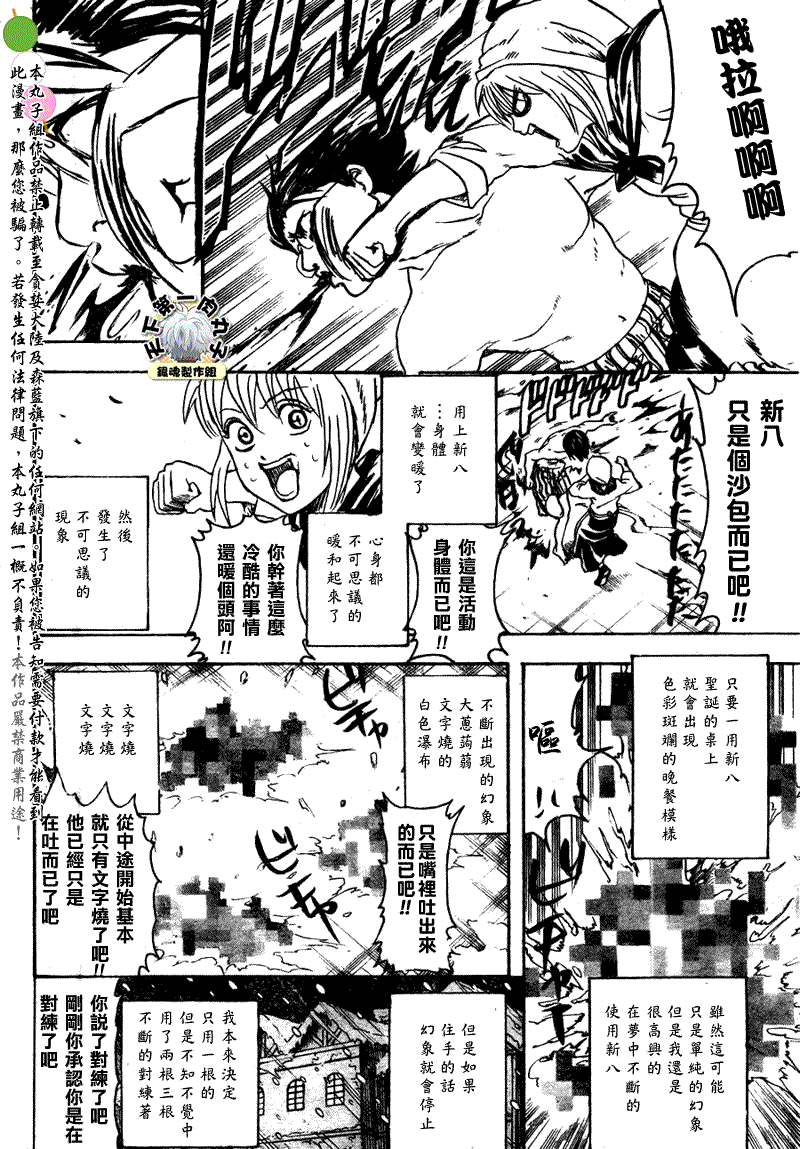 哦拉啊啊啊
新八
只是個沙包而已吧!!
あたたたたたた
用上新八
…身體
就會變暖了
你這是活動
身體而已吧!!
心身都
不可思議的
暖和起來了
你幹著這麼
冷酷的事情
還暖個頭阿!!
然後
發生了
不可思議的
現象
只要一用新八
聖誕的桌上
就會出現
色彩斑斕的晚餐模樣
嘔
雖然這可能
只是單純的幻象
但是我還是
很高興的
在夢中不斷的
使用新八
不斷出現的幻象
大蔥蒟蒻
文字燒的
白色瀑布
只是嘴裡吐出來
的而已吧!!
文字燒
文字燒
文字燒
從中途開始基本
就只有文字燒了吧!!
他已經只是
在吐而已了吧
但是如果
住手的話
幻象就會停止
我本來決定
只用一根的
但是不知不覺中
用了兩根三根
不斷的對練著
你說了對練了吧
剛剛你承認你是在
對練了吧
天下第一丸子
銀魂製作組
本丸子組作品禁止轉載至貪婪大陸及森藍旗下的任何網站。如果您被告知需要付款才能看到
此漫畫，那麼您被騙了。若發生任何法律問題，本丸子組一概不負責！本作品嚴禁商業用途！